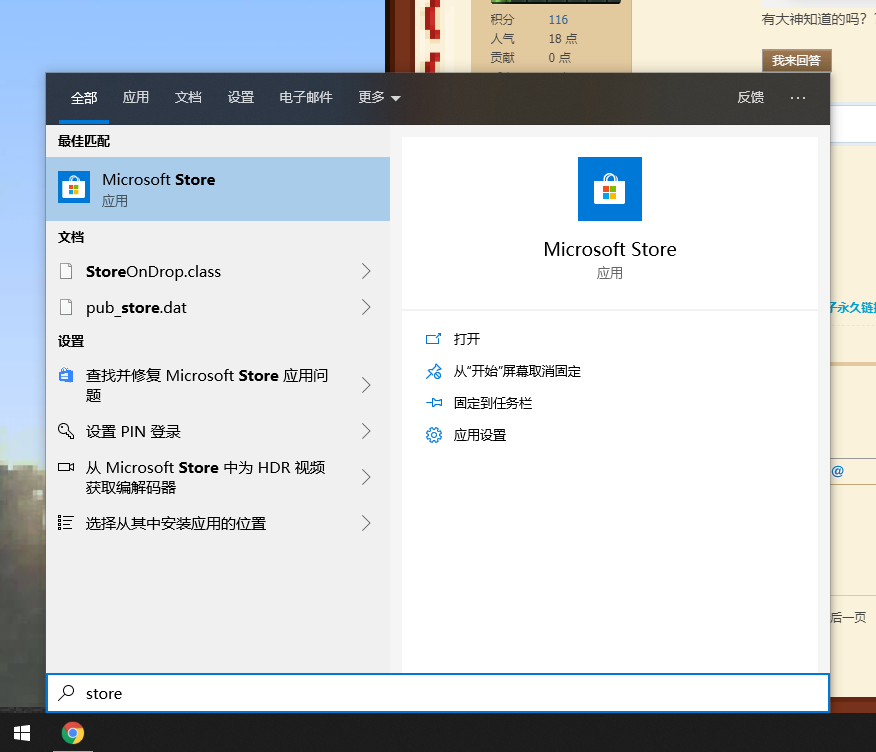 积分 116
人气 18 点
贡献 0 点
有大神知道的吗?
我来回答
全部 应用 文档 设置 电子邮件 更多 反馈 ...
最佳匹配
Microsoft Store
应用
文档
StoreOnDrop.class
pub_store.dat
设置
查找并修复 Microsoft Store 应用问
题
设置 PIN 登录
从 Microsoft Store 中为 HDR 视频
获取编解码器
选择从其中安装应用的位置
Microsoft Store
应用
打开
从“开始”屏幕取消固定
固定到任务栏
应用设置
子永久链接
@
后一页
store